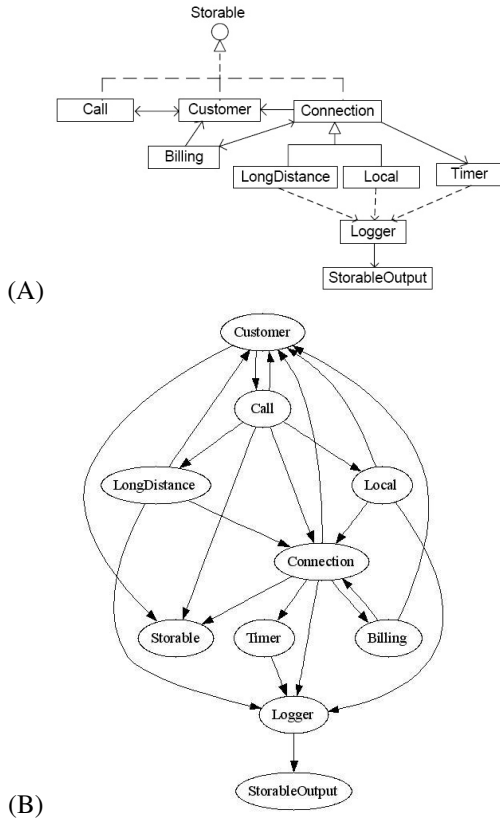 Storable
Call Customer Connection
Billing LongDistance Local Timer
Logger
(A) StorableOutput
Customer
Call
LongDistance Local
Connection
Storable Timer Billing
Logger
(B) StorableOutput